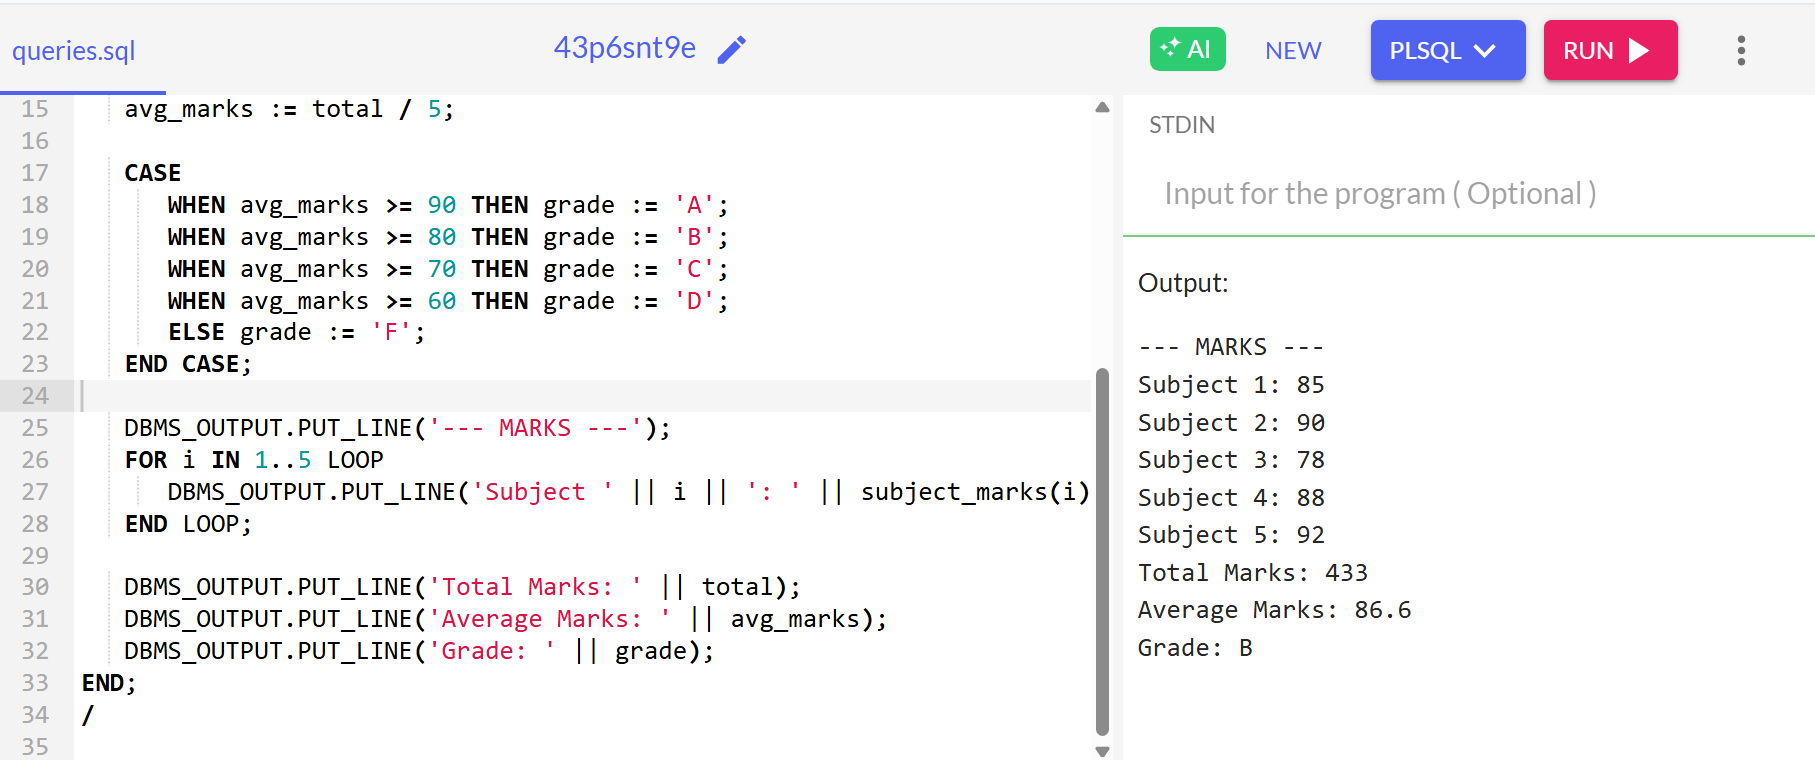 queries.sql
43p6snt9e
AI
NEW
PLSQL
RUN
15 avg_marks := total / 5;
16
17 CASE
18 WHEN avg_marks >= 90 THEN grade := 'A';
19 WHEN avg_marks >= 80 THEN grade := 'B';
20 WHEN avg_marks >= 70 THEN grade := 'C';
21 WHEN avg_marks >= 60 THEN grade := 'D';
22 ELSE grade := 'F';
23 END CASE;
24
25 DBMS_OUTPUT.PUT_LINE('--- MARKS ---');
26 FOR i IN 1..5 LOOP
27 DBMS_OUTPUT.PUT_LINE('Subject ' || i || ': ' || subject_marks(i)
28 END LOOP;
29
30 DBMS_OUTPUT.PUT_LINE('Total Marks: ' || total);
31 DBMS_OUTPUT.PUT_LINE('Average Marks: ' || avg_marks);
32 DBMS_OUTPUT.PUT_LINE('Grade: ' || grade);
33 END;
34 /
35
STDIN
Input for the program ( Optional )
Output:
--- MARKS ---
Subject 1: 85
Subject 2: 90
Subject 3: 78
Subject 4: 88
Subject 5: 92
Total Marks: 433
Average Marks: 86.6
Grade: B